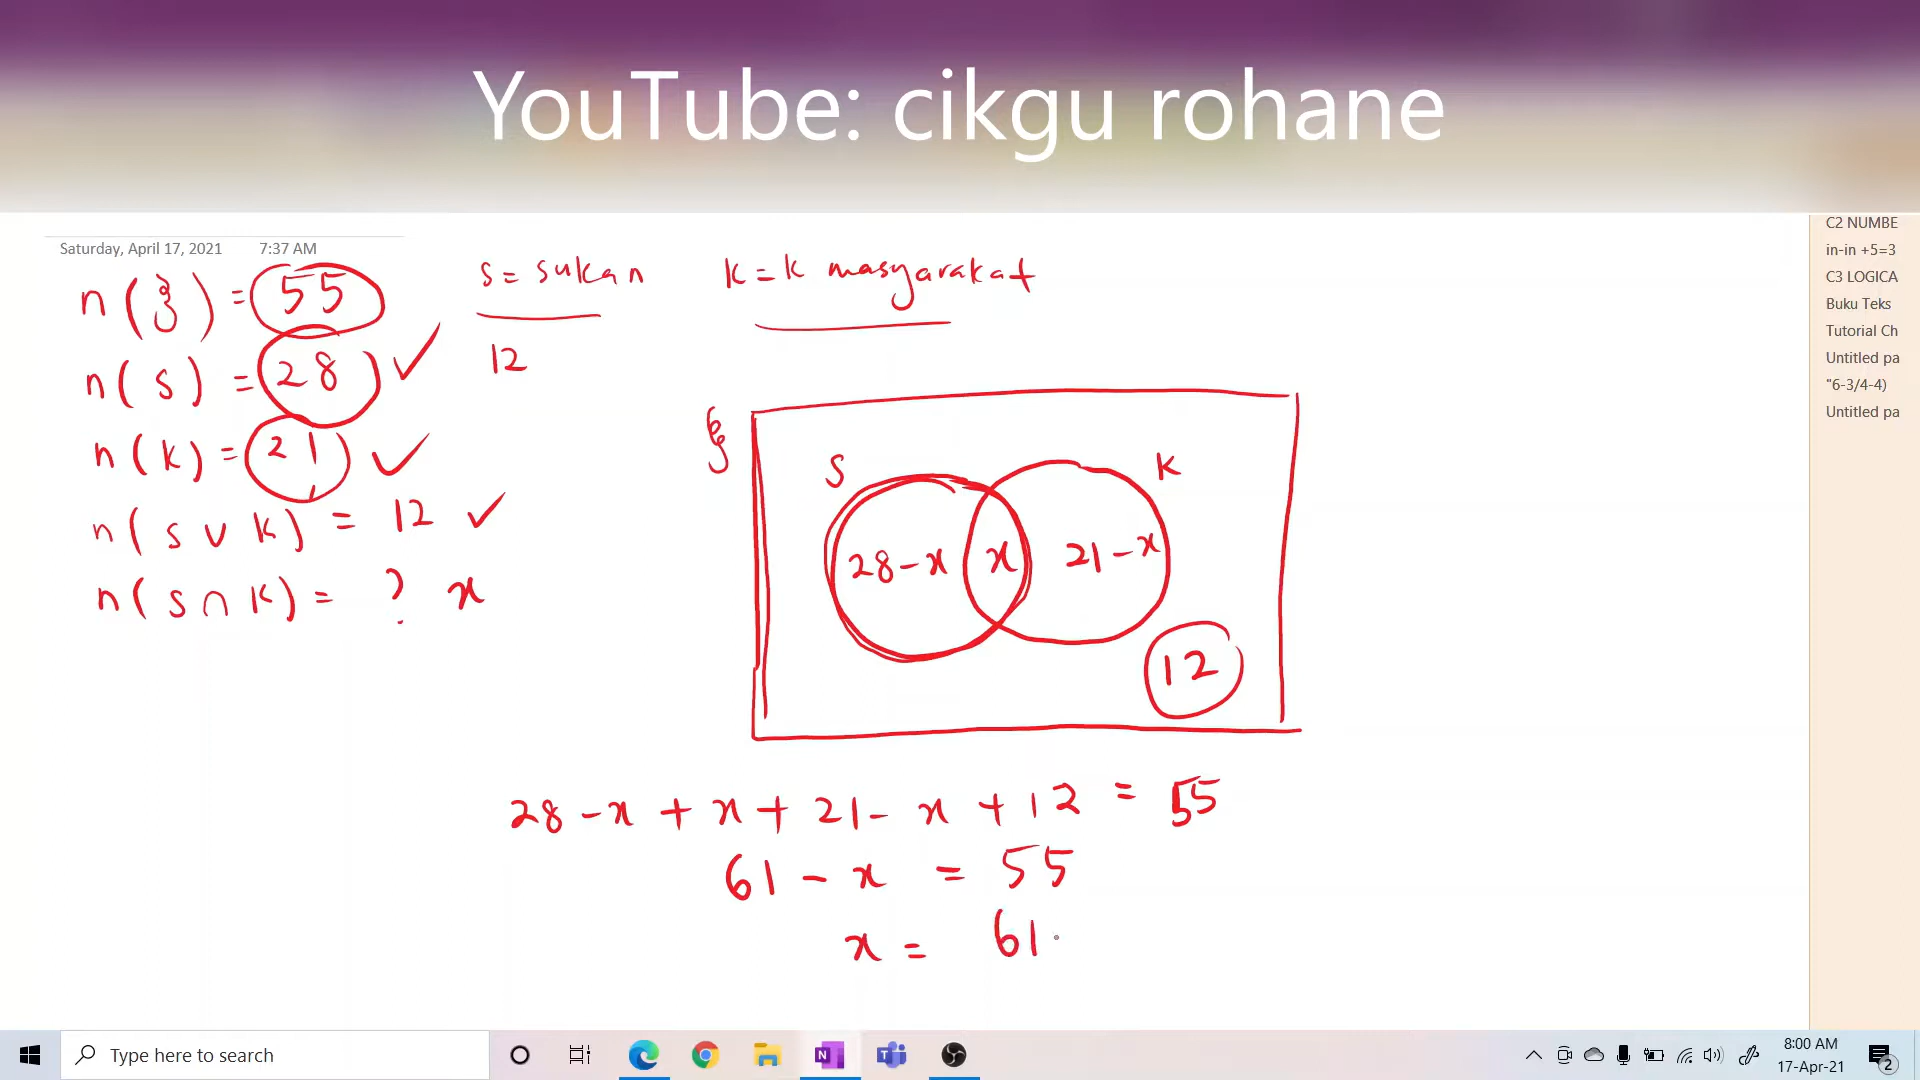 YouTube: cikgu rohane
Saturday, April 17, 2021 7:37 AM
n(ξ) = 55
n(S) = 28 ✓
n(K) = 21 ✓
n(S ∪ K) = 12 ✓
n(S ∩ K) = ? x
S = sukan
12
K = K masyarakat
ξ
S
K
28-x x 21-x
12
28-x + x + 21-x + 12 = 55
61 - x = 55
x = 61
C2 NUMBE
in-in +5=3
C3 LOGICA
Buku Teks
Tutorial Ch
Untitled pa
"6-3/4-4)
Untitled pa
Type here to search
8:00 AM
17-Apr-21
2